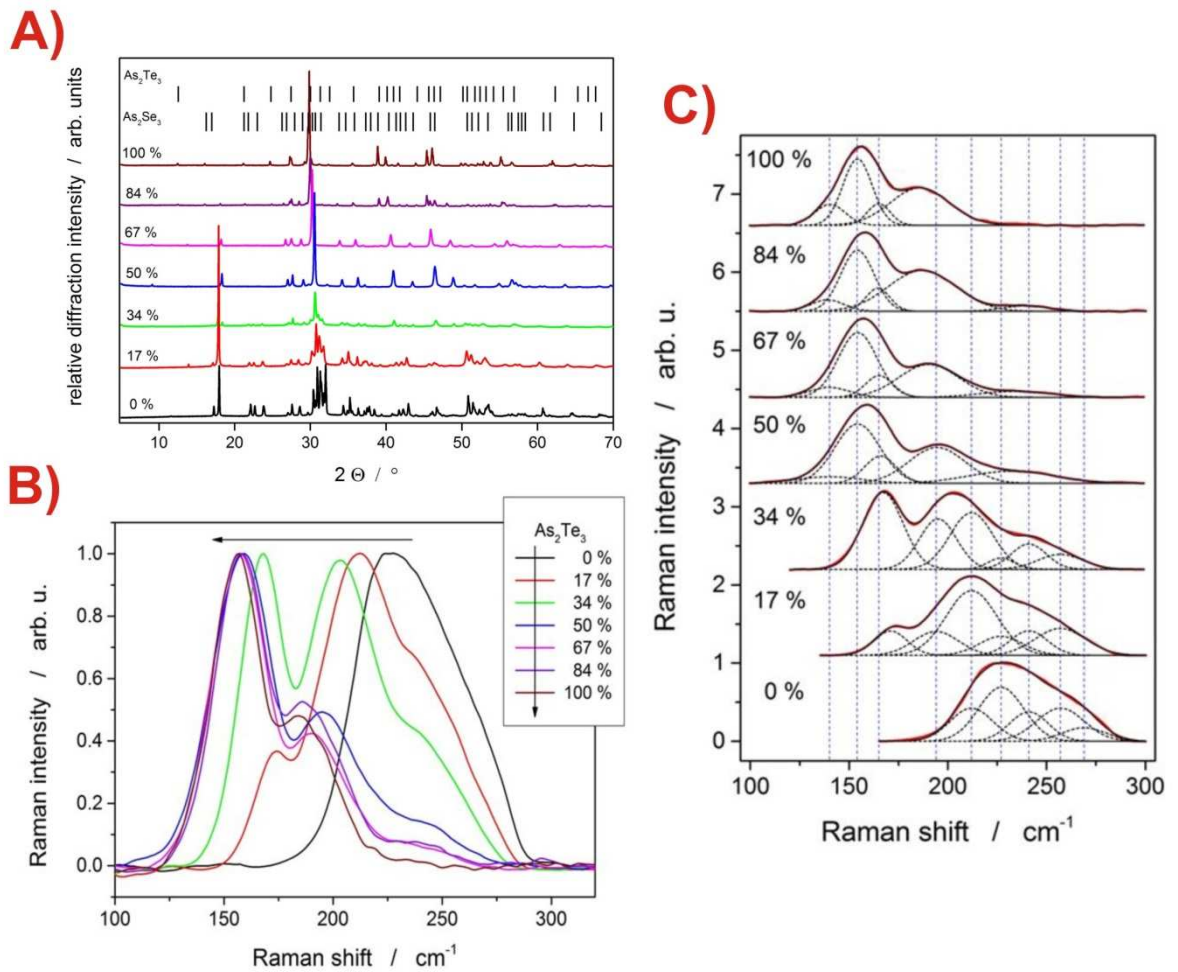 A)
relative diffraction intensity / arb. units
As2Te3
As2Se3
100 %
84 %
67 %
50 %
34 %
17 %
0 %
10 20 30 40 50 60 70
2 Θ / °
B)
Raman intensity / arb. u.
1.0
0.8
0.6
0.4
0.2
0.0
As2Te3
0 %
17 %
34 %
50 %
67 %
84 %
100 %
100 150 200 250 300
Raman shift / cm-1
C)
Raman intensity / arb. u.
7
6
5
4
3
2
1
0
100 %
84 %
67 %
50 %
34 %
17 %
0 %
100 150 200 250 300
Raman shift / cm-1